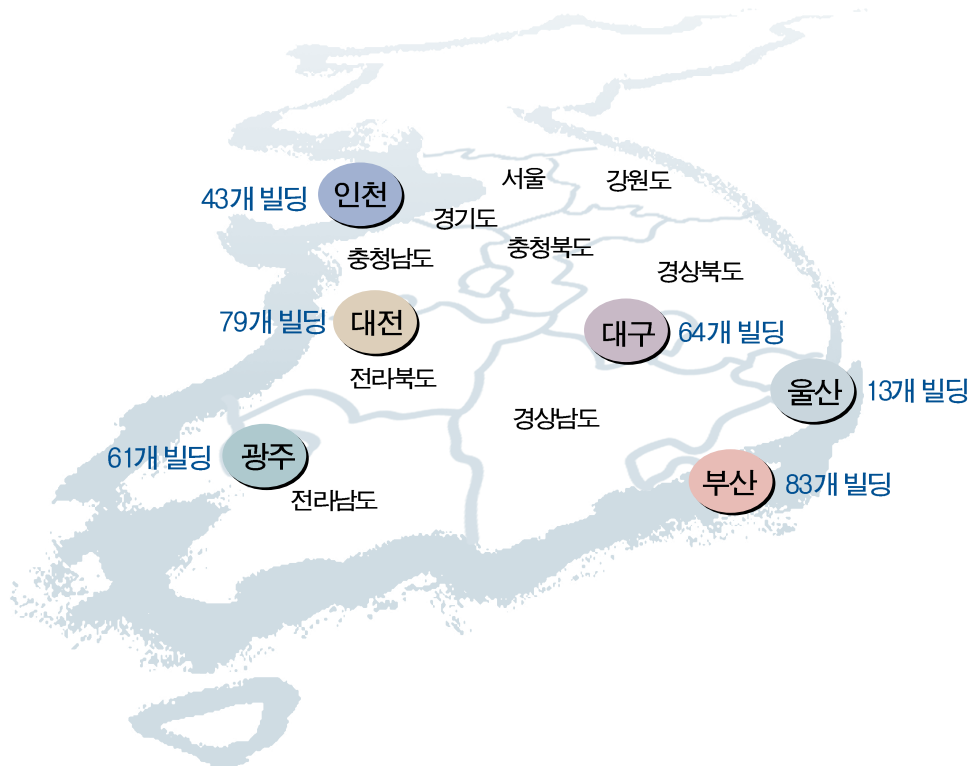 서울
강원도
43개 빌딩
인천
경기도
충청북도
충청남도
경상북도
79개 빌딩
대전
대구
64개 빌딩
전라북도
울산
13개 빌딩
경상남도
61개 빌딩
광주
전라남도
부산
83개 빌딩